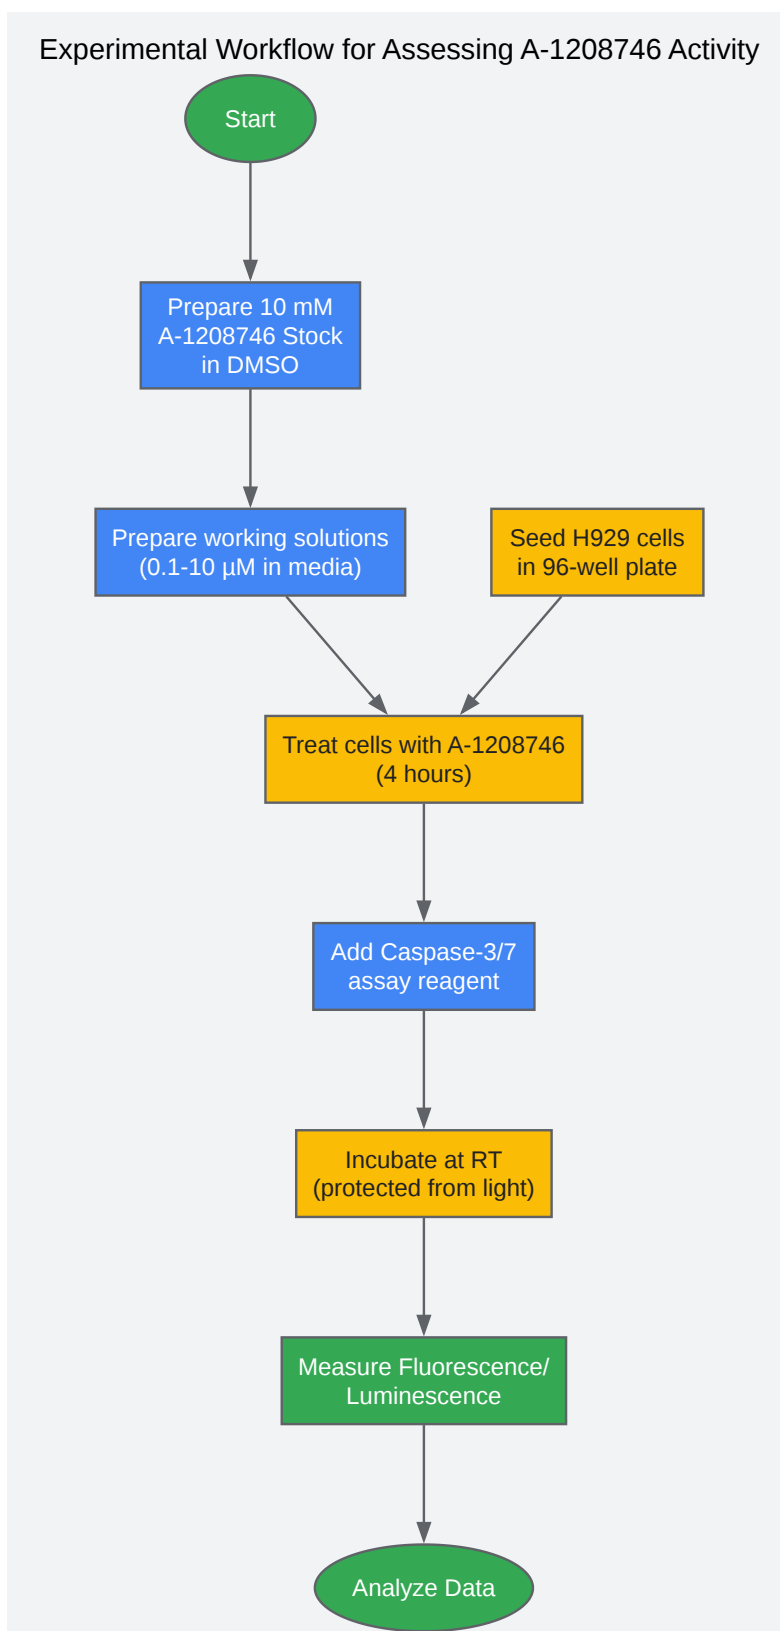 Experimental Workflow for Assessing A-1208746 Activity
Start
Prepare 10 mM
A-1208746 Stock
in DMSO
Prepare working solutions
(0.1-10 µM in media)
Seed H929 cells
in 96-well plate
Treat cells with A-1208746
(4 hours)
Add Caspase-3/7
assay reagent
Incubate at RT
(protected from light)
Measure Fluorescence/
Luminescence
Analyze Data